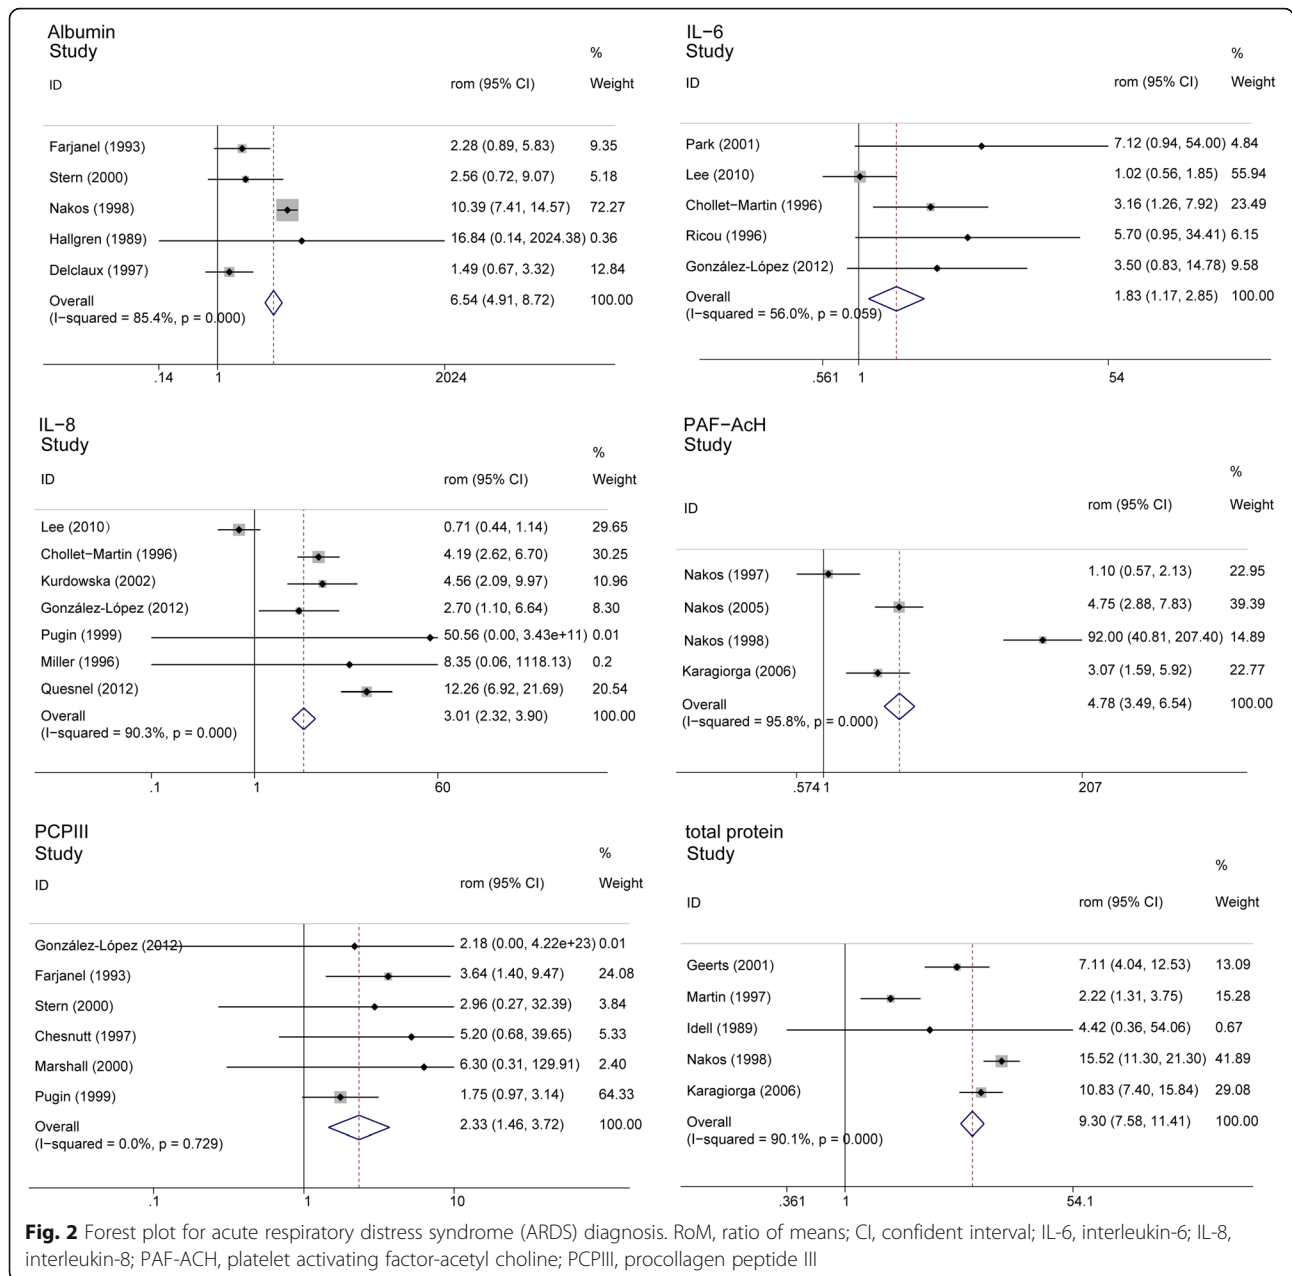 Albumin
Study
%
ID rom (95% CI) Weight
Farjanel (1993) 2.28 (0.89, 5.83) 9.35
Stern (2000) 2.56 (0.72, 9.07) 5.18
Nakos (1998) 10.39 (7.41, 14.57) 72.27
Hallgren (1989) 16.84 (0.14, 2024.38) 0.36
Delclaux (1997) 1.49 (0.67, 3.32) 12.84
Overall 6.54 (4.91, 8.72) 100.00
(I−squared = 85.4%, p = 0.000)
.14 1 2024
IL−6
Study
%
ID rom (95% CI) Weight
Park (2001) 7.12 (0.94, 54.00) 4.84
Lee (2010) 1.02 (0.56, 1.85) 55.94
Chollet−Martin (1996) 3.16 (1.26, 7.92) 23.49
Ricou (1996) 5.70 (0.95, 34.41) 6.15
González−López (2012) 3.50 (0.83, 14.78) 9.58
Overall 1.83 (1.17, 2.85) 100.00
(I−squared = 56.0%, p = 0.059)
.561 1 54
IL−8
Study
%
ID rom (95% CI) Weight
Lee (2010) 0.71 (0.44, 1.14) 29.65
Chollet−Martin (1996) 4.19 (2.62, 6.70) 30.25
Kurdowska (2002) 4.56 (2.09, 9.97) 10.96
González−López (2012) 2.70 (1.10, 6.64) 8.30
Pugin (1999) 50.56 (0.00, 3.43e+11) 0.01
Miller (1996) 8.35 (0.06, 1118.13) 0.2
Quesnel (2012) 12.26 (6.92, 21.69) 20.54
Overall 3.01 (2.32, 3.90) 100.00
(I−squared = 90.3%, p = 0.000)
.1 1 60
PAF−AcH
Study
%
ID rom (95% CI) Weight
Nakos (1997) 1.10 (0.57, 2.13) 22.95
Nakos (2005) 4.75 (2.88, 7.83) 39.39
Nakos (1998) 92.00 (40.81, 207.40) 14.89
Karagiorga (2006) 3.07 (1.59, 5.92) 22.77
Overall 4.78 (3.49, 6.54) 100.00
(I−squared = 95.8%, p = 0.000)
.574 1 207
PCPIII
Study
%
ID rom (95% CI) Weight
González−López (2012) 2.18 (0.00, 4.22e+23) 0.01
Farjanel (1993) 3.64 (1.40, 9.47) 24.08
Stern (2000) 2.96 (0.27, 32.39) 3.84
Chesnutt (1997) 5.20 (0.68, 39.65) 5.33
Marshall (2000) 6.30 (0.31, 129.91) 2.40
Pugin (1999) 1.75 (0.97, 3.14) 64.33
Overall 2.33 (1.46, 3.72) 100.00
(I−squared = 0.0%, p = 0.729)
.1 1 10
total protein
Study
%
ID rom (95% CI) Weight
Geerts (2001) 7.11 (4.04, 12.53) 13.09
Martin (1997) 2.22 (1.31, 3.75) 15.28
Idell (1989) 4.42 (0.36, 54.06) 0.67
Nakos (1998) 15.52 (11.30, 21.30) 41.89
Karagiorga (2006) 10.83 (7.40, 15.84) 29.08
Overall 9.30 (7.58, 11.41) 100.00
(I−squared = 90.1%, p = 0.000)
.361 1 54.1
Fig. 2 Forest plot for acute respiratory distress syndrome (ARDS) diagnosis. RoM, ratio of means; CI, confident interval; IL-6, interleukin-6; IL-8,
interleukin-8; PAF-ACH, platelet activating factor-acetyl choline; PCPIII, procollagen peptide III